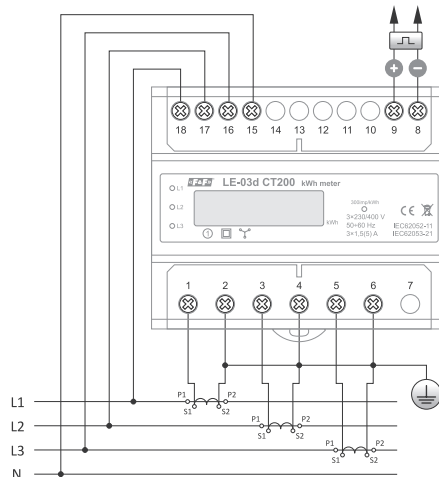 + −
18 17 16 15 14 13 12 11 10 9 8
F&F LE-03d CT200 kWh meter
L1
L2
L3
kWh
300imp/kWh
3×230/400 V
50÷60 Hz
3×1,5(5) A
CE
IEC62052-11
IEC62053-21
1
1 2 3 4 5 6 7
L1
P1 P2
S1 S2
L2
P1 P2
S1 S2
L3
P1 P2
S1 S2
N